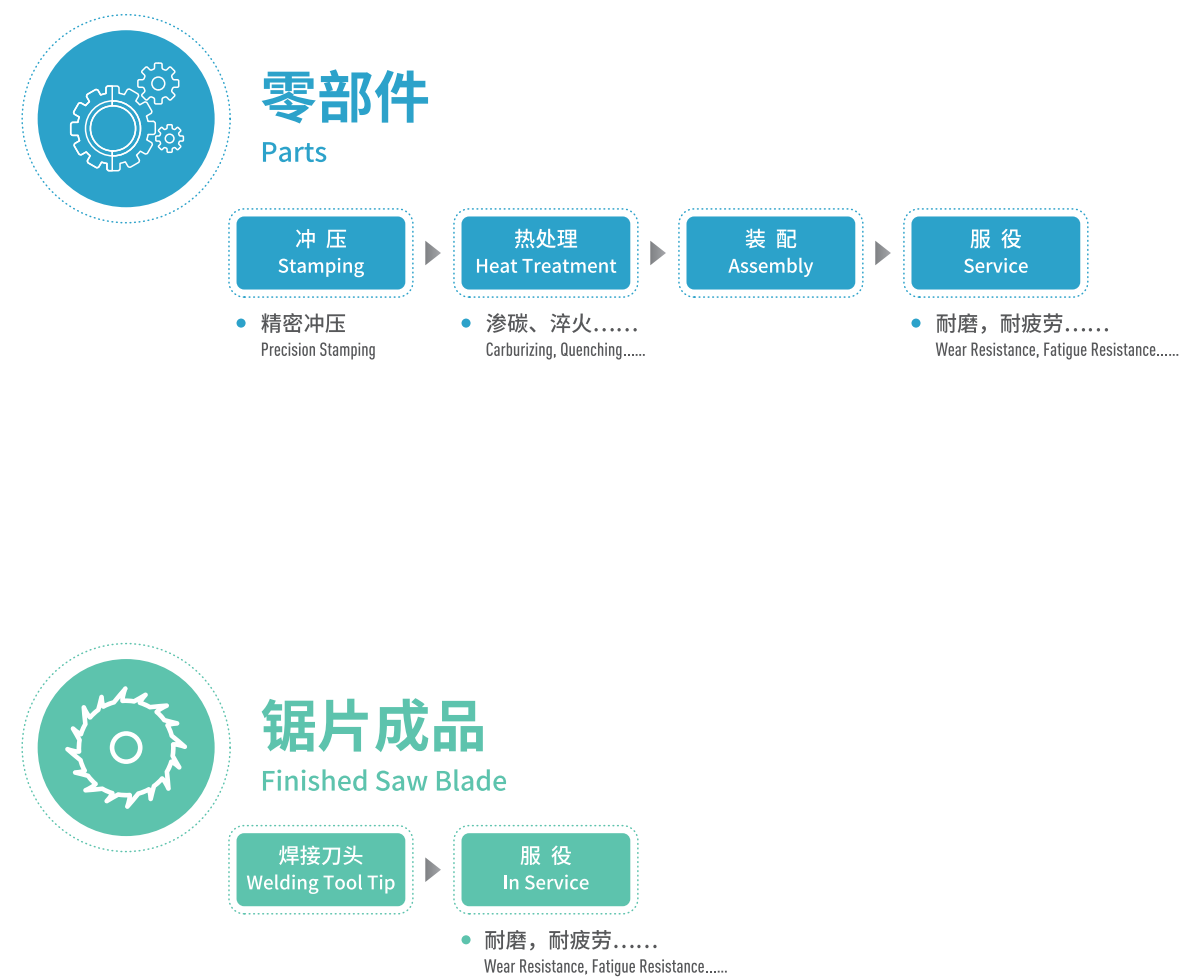 零部件
Parts
冲 压
Stamping
热处理
Heat Treatment
装 配
Assembly
服 役
Service
精密冲压
Precision Stamping
渗碳、淬火……
Carburizing, Quenching......
耐磨，耐疲劳……
Wear Resistance, Fatigue Resistance......
锯片成品
Finished Saw Blade
焊接刀头
Welding Tool Tip
服 役
In Service
耐磨，耐疲劳……
Wear Resistance, Fatigue Resistance......